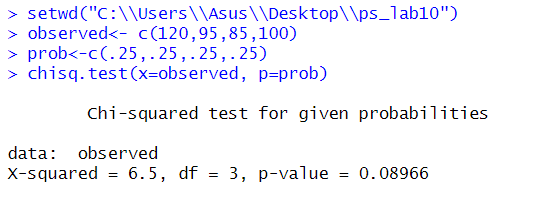 > setwd("C:\\Users\\Asus\\Desktop\\ps_lab10")
> observed<- c(120,95,85,100)
> prob<-c(.25,.25,.25,.25)
> chisq.test(x=observed, p=prob)
Chi-squared test for given probabilities
data:  observed
X-squared = 6.5, df = 3, p-value = 0.08966